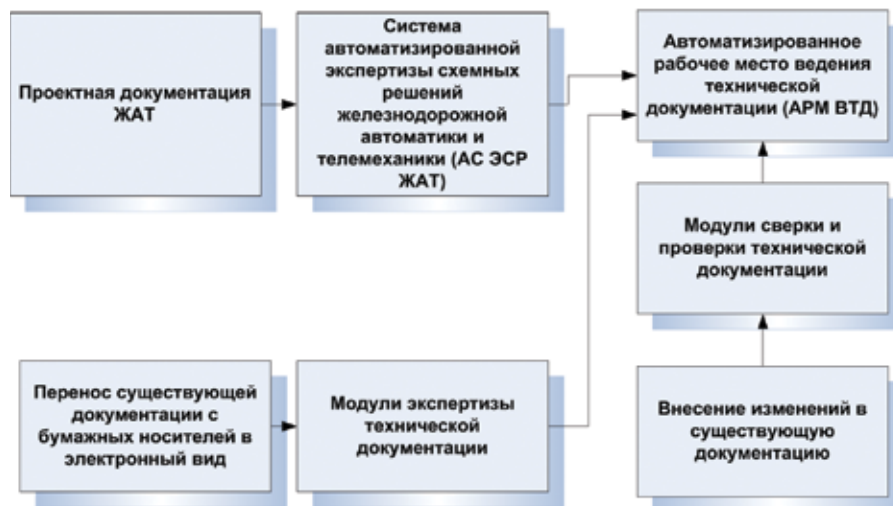 Проектная документация
ЖАТ
Система
автоматизированной
экспертизы схемных
решений
железнодорожной
автоматики и
телемеханики (АС ЭСР
ЖАТ)
Автоматизированное
рабочее место ведения
технической
документации (АРМ ВТД)
Модули сверки и
проверки технической
документации
Перенос существующей
документации с
бумажных носителей в
электронный вид
Модули экспертизы
технической
документации
Внесение изменений в
существующую
документацию